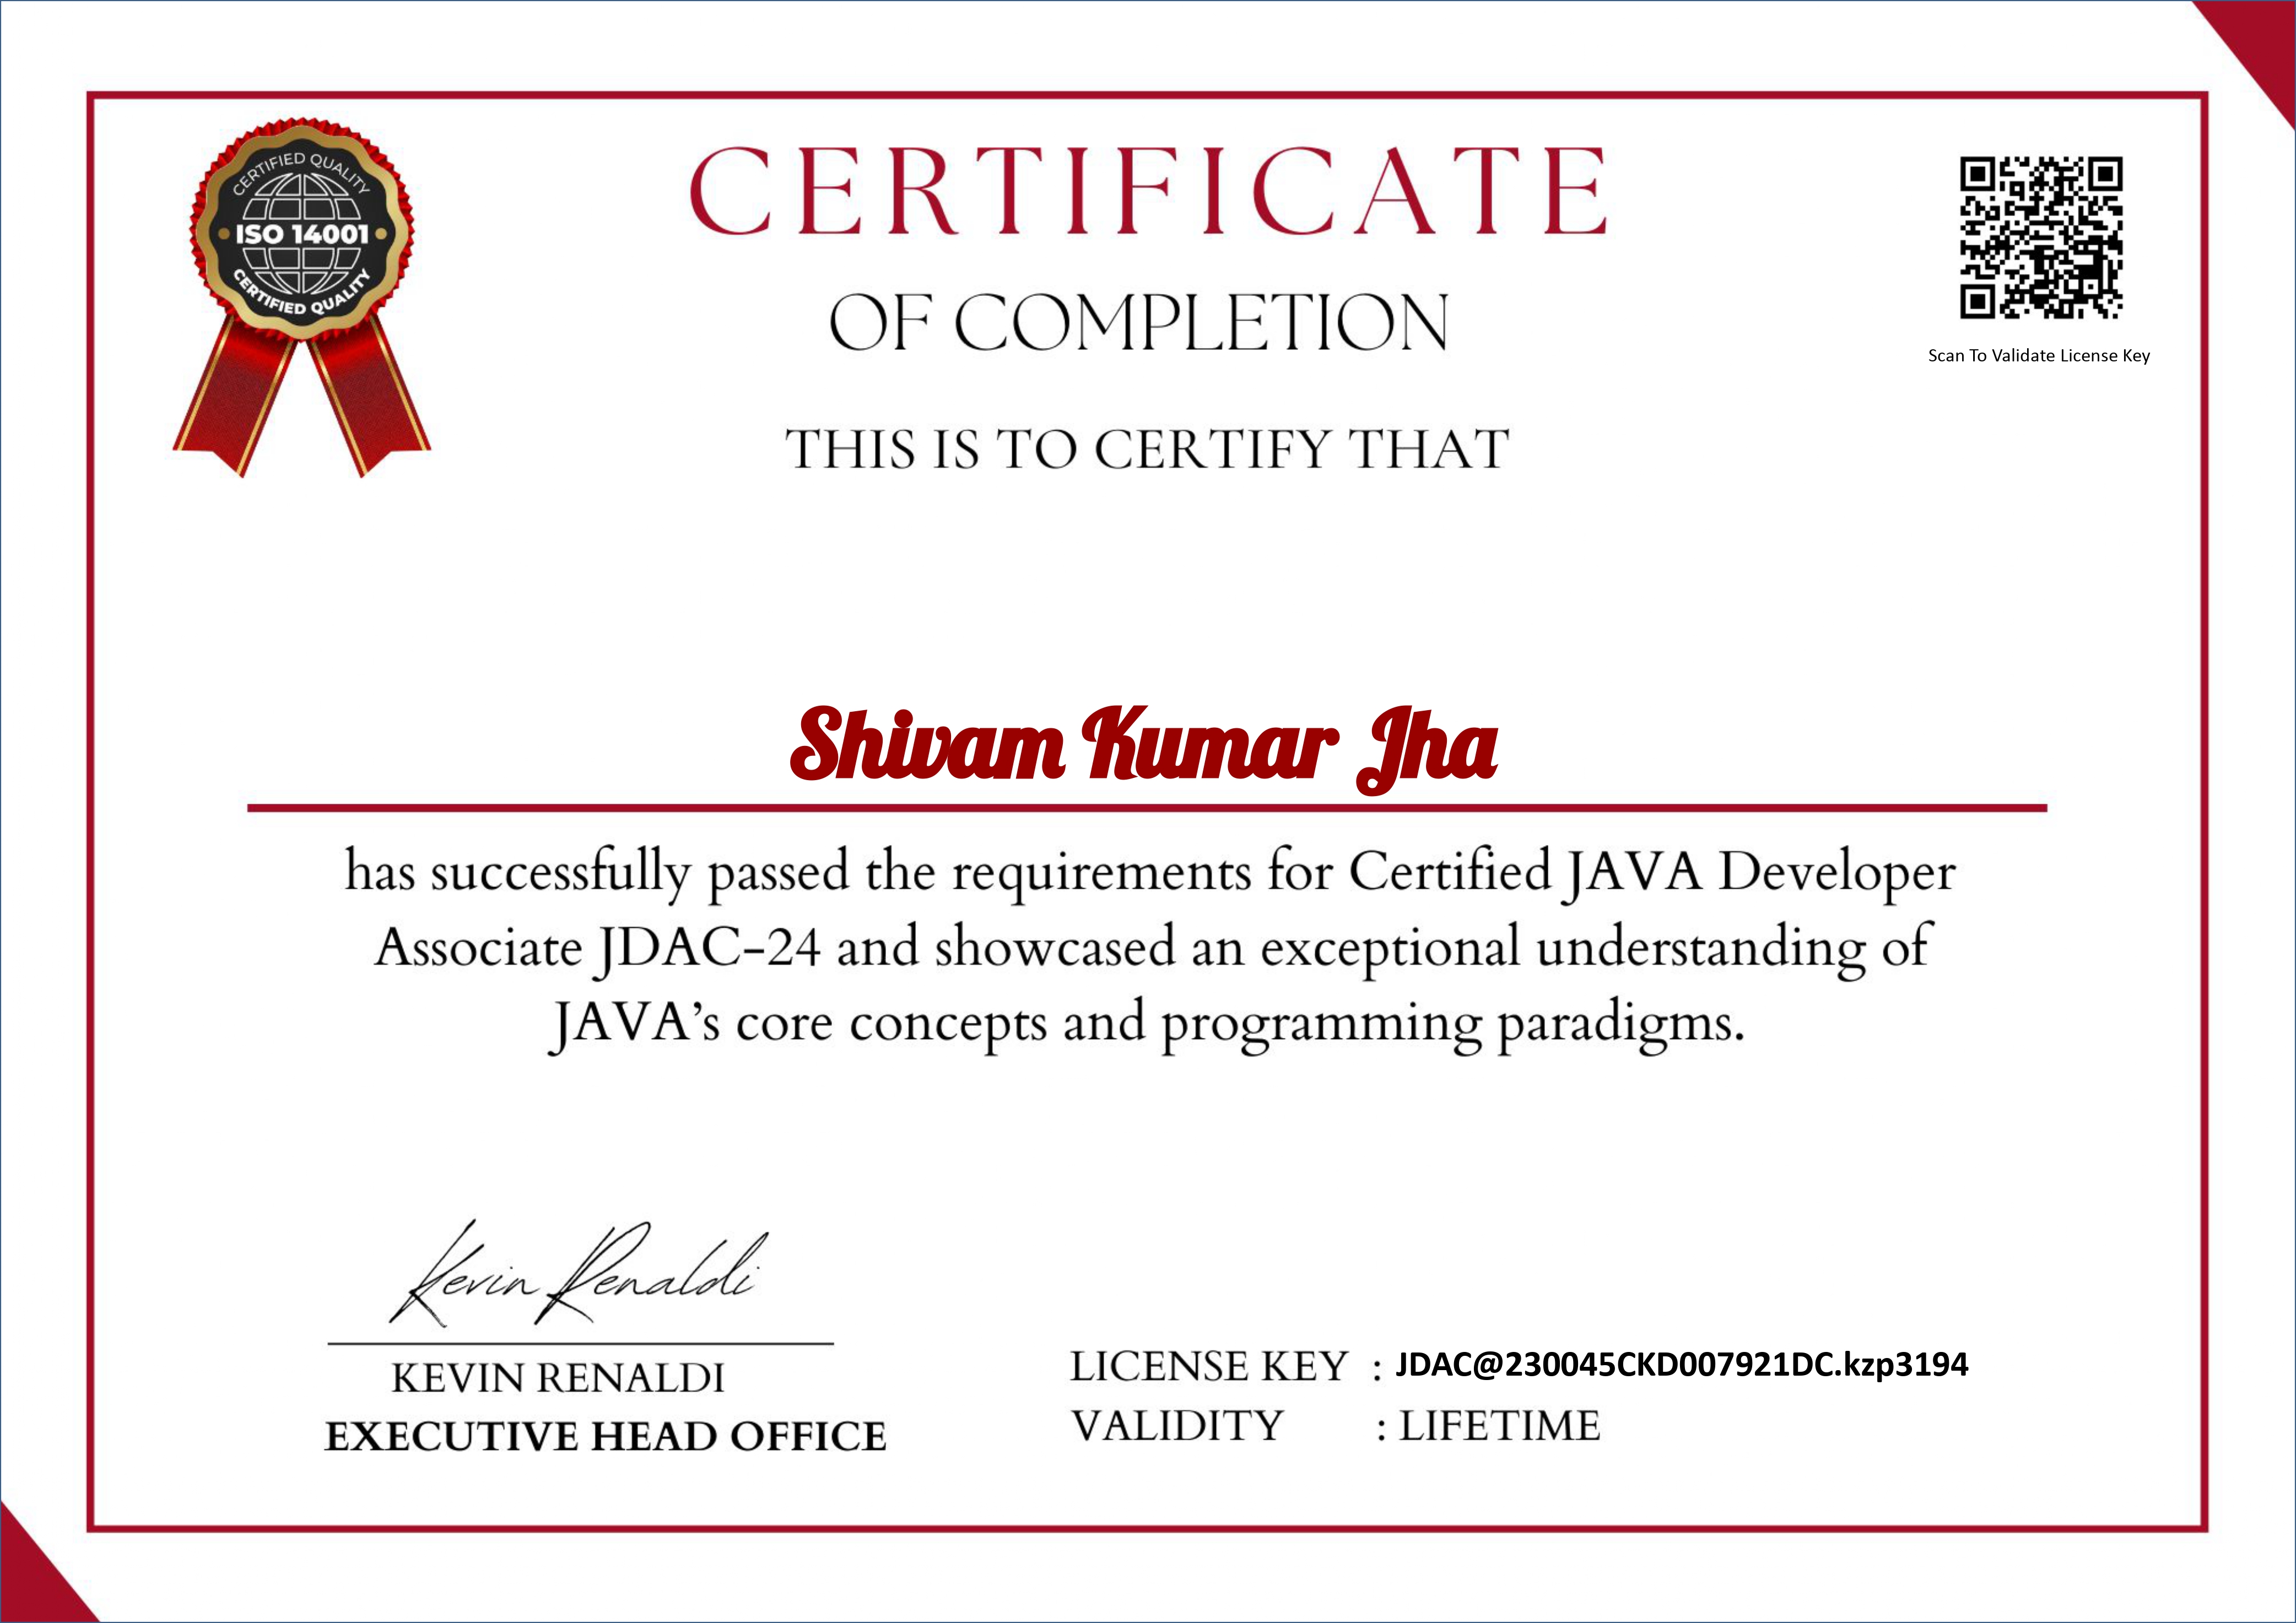 CERTIFIED QUALITY
ISO 14001
CERTIFIED QUALITY
CERTIFICATE
OF COMPLETION
Scan To Validate License Key
THIS IS TO CERTIFY THAT
Shivam Kumar Jha
has successfully passed the requirements for Certified JAVA Developer
Associate JDAC-24 and showcased an exceptional understanding of
JAVA’s core concepts and programming paradigms.
Kevin Renaldi
KEVIN RENALDI
EXECUTIVE HEAD OFFICE
LICENSE KEY : JDAC@230045CKD007921DC.kzp3194
VALIDITY : LIFETIME